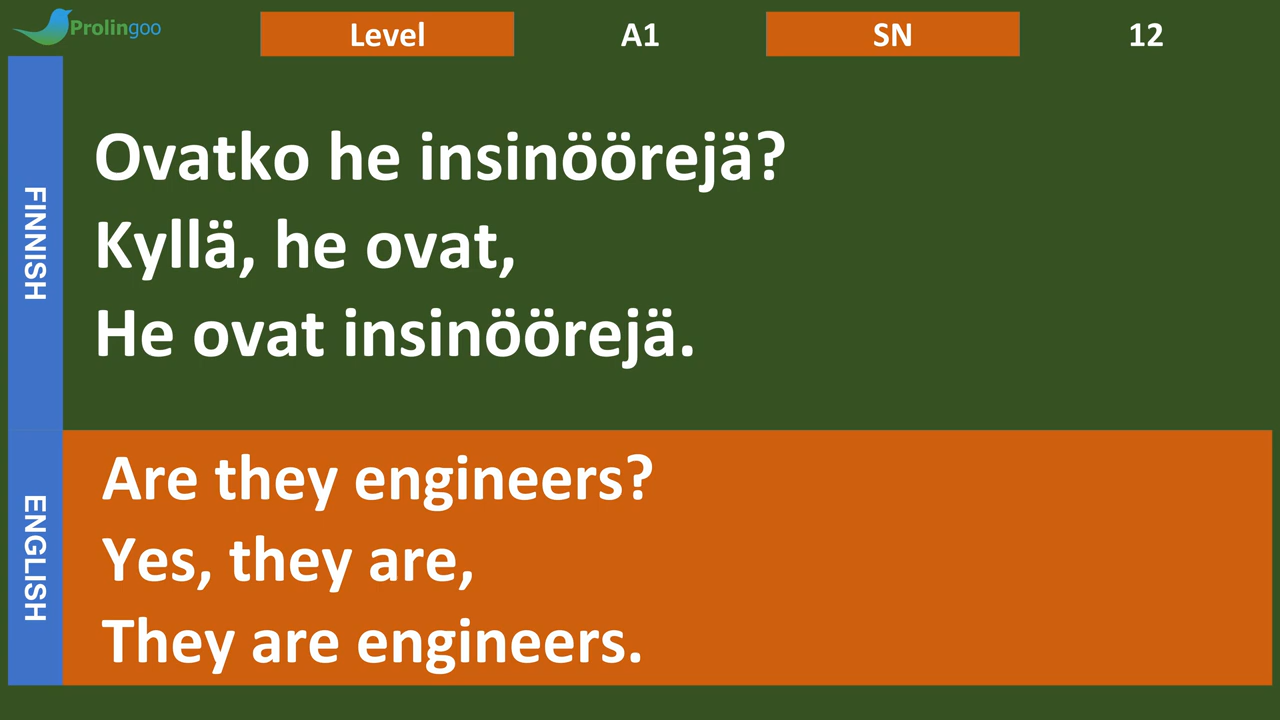 Prolingoo
Level A1 SN 12
FINNISH
Ovatko he insinöörejä?
Kyllä, he ovat,
He ovat insinöörejä.
ENGLISH
Are they engineers?
Yes, they are,
They are engineers.